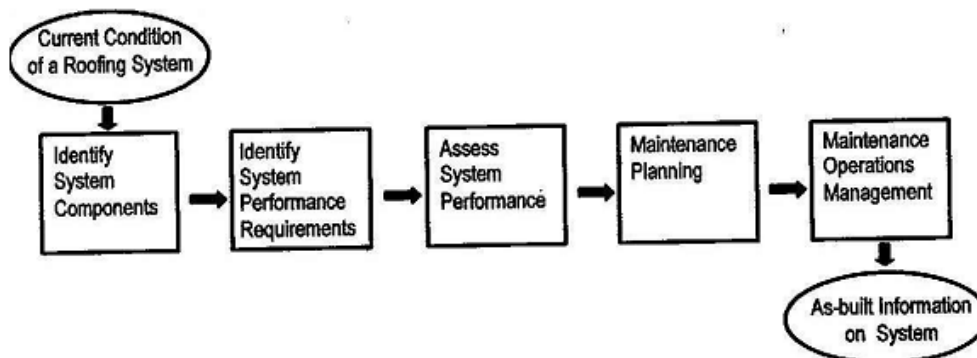 Current Condition
of a Roofing System
Identify
System
Components
Identify
System
Performance
Requirements
Assess
System
Performance
Maintenance
Planning
Maintenance
Operations
Management
As-built Information
on System